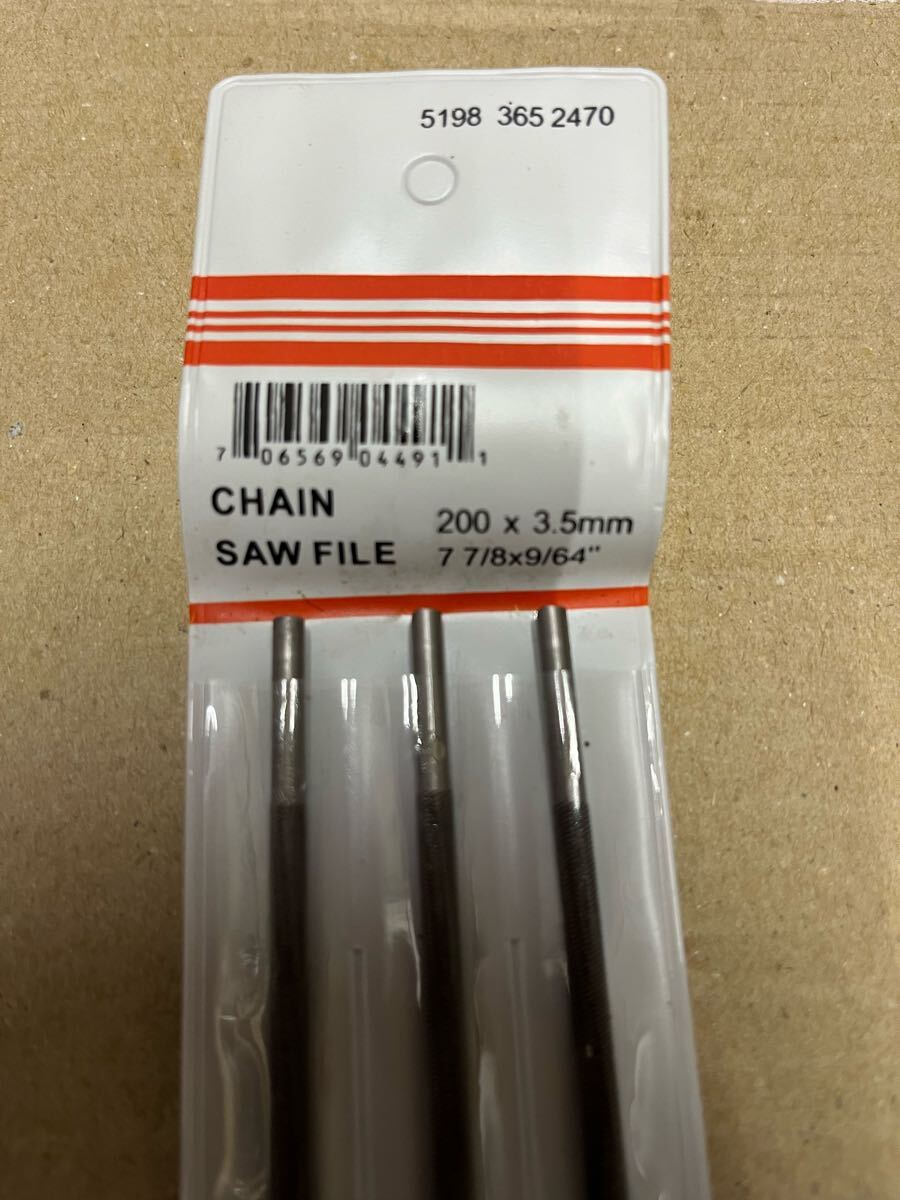 5198 365 2470
7 06569 04491 1
CHAIN
SAW FILE
200 x 3.5mm
7 7/8x9/64"